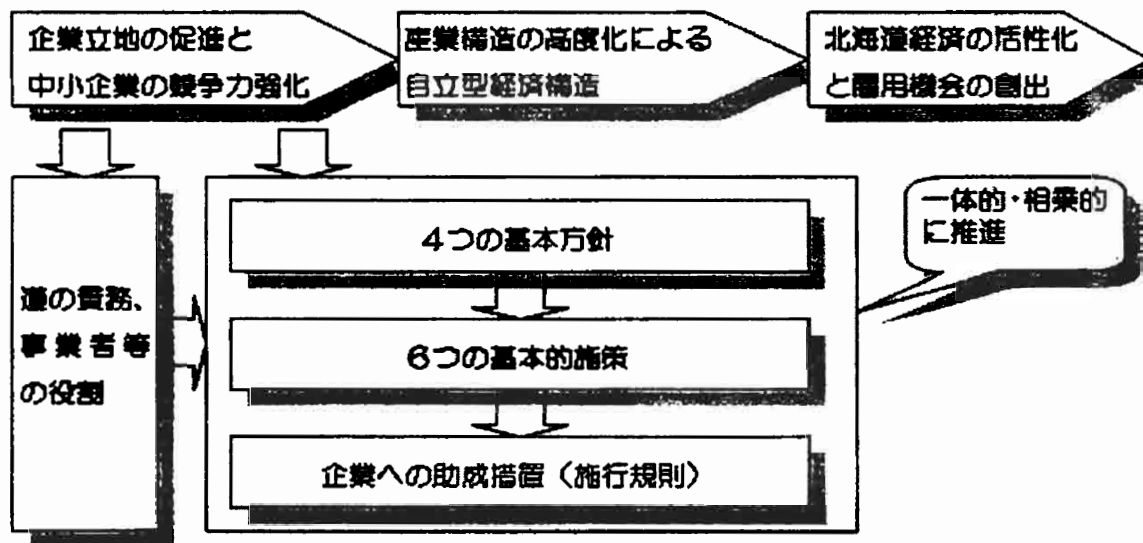 企業立地の促進と
中小企業の競争力強化
産業構造の高度化による
自立型経済構造
北海道経済の活性化
と雇用機会の創出
道の責務、
事業者等
の役割
4つの基本方針
6つの基本的施策
企業への助成措置（施行規則）
一体的・相乗的
に推進